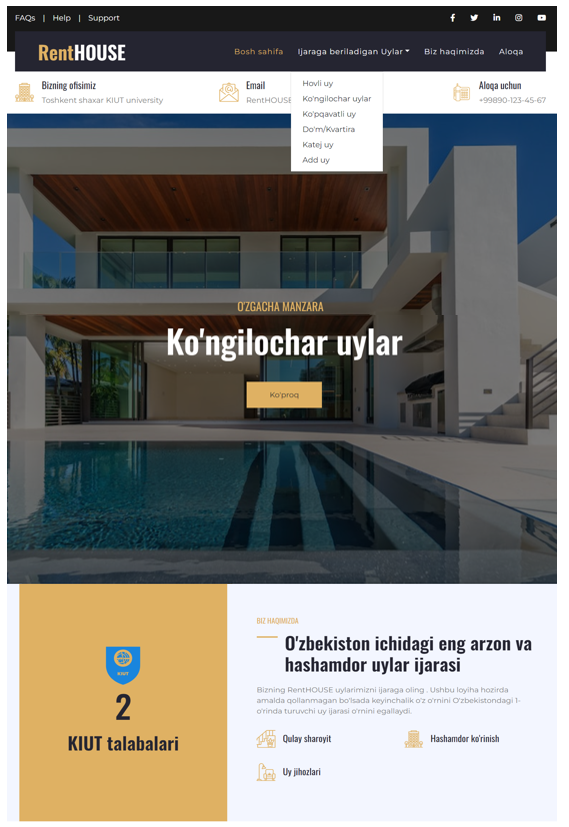 FAQs | Help | Support
RentHOUSE
Bosh sahifa Ijaraga beriladigan Uylar Biz haqimizda Aloqa
Bizning ofisimiz
Toshkent shaxar KIUT university
Email
RentHOUSE
Aloqa uchun
+99890-123-45-67
Hovli uy
Ko'ngilochar uylar
Ko'pqavatli uy
Do'm/Kvartira
Katej uy
Add uy
O'ZGACHA MANZARA
Ko'ngilochar uylar
Ko'proq
KIUT
2
KIUT talabalari
BIZ HAQIMIZDA
O'zbekiston ichidagi eng arzon va
hashamdor uylar ijarasi
Bizning RentHOUSE uylarimizni ijaraga oling . Ushbu loyiha hozirda
amalda qollanmagan bo'lsada keyinchalik o'z o'rnini O'zbekistondagi 1-
o'rinda turuvchi uy ijarasi o'rnini egallaydi.
Qulay sharoyit
Hashamdor ko'rinish
Uy jihozlari